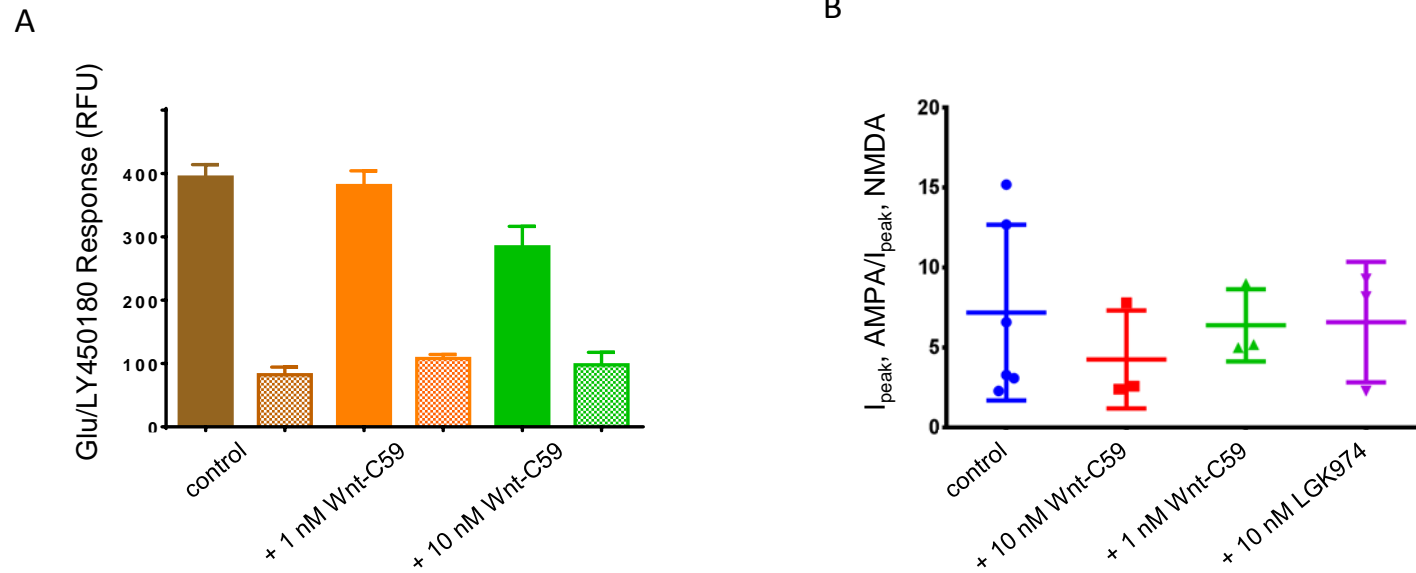 A
B
Glu/LY450180 Response (RFU)
400
300
200
100
0
control
+ 1 nM Wnt-C59
+ 10 nM Wnt-C59
Ipeak, AMPA/Ipeak, NMDA
20
15
10
5
0
control
+ 10 nM Wnt-C59
+ 1 nM Wnt-C59
+ 10 nM LGK974